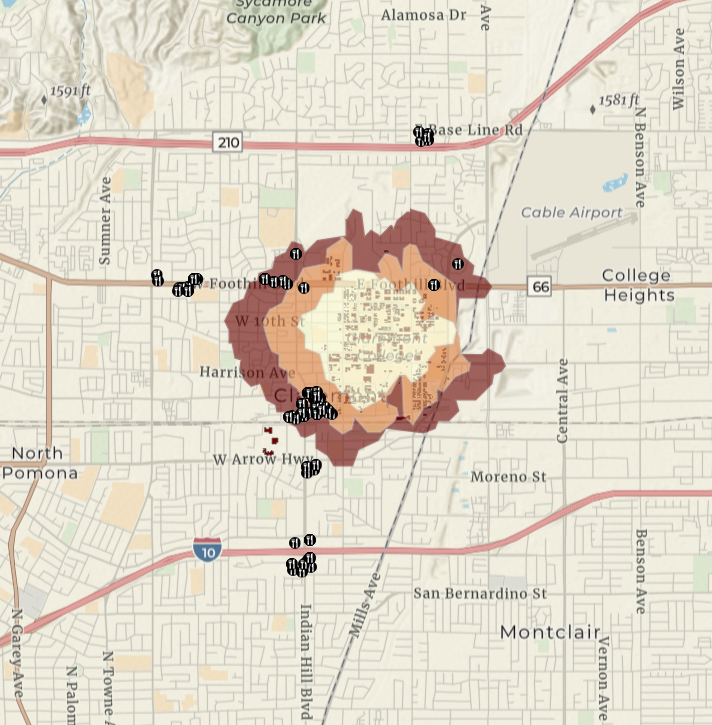 Sycamore
Canyon Park
Alamosa Dr
Ave
Wilson Ave
1591 ft
1581 ft
Base Line Rd
210
N Benson Ave
Sumner Ave
Cable Airport
W Foothi
E Foothill Blvd
66
College
Heights
W 10th St
Harrison Ave
Central Ave
North
Pomona
W Arrow Hwy
Moreno St
10
Benson Ave
San Bernardino St
Mills Ave
Indian Hill Blvd
Montclair
N Garey Ave
N Towne A
N Palom
Vernon Ave